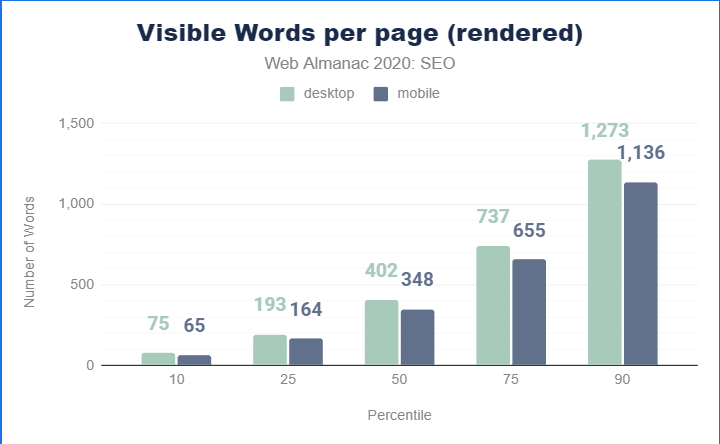 Visible Words per page (rendered)
Web Almanac 2020: SEO
desktop mobile
1,500
1,000
500
0
Number of Words
75 65
193 164
402 348
737 655
1,273 1,136
10 25 50 75 90
Percentile